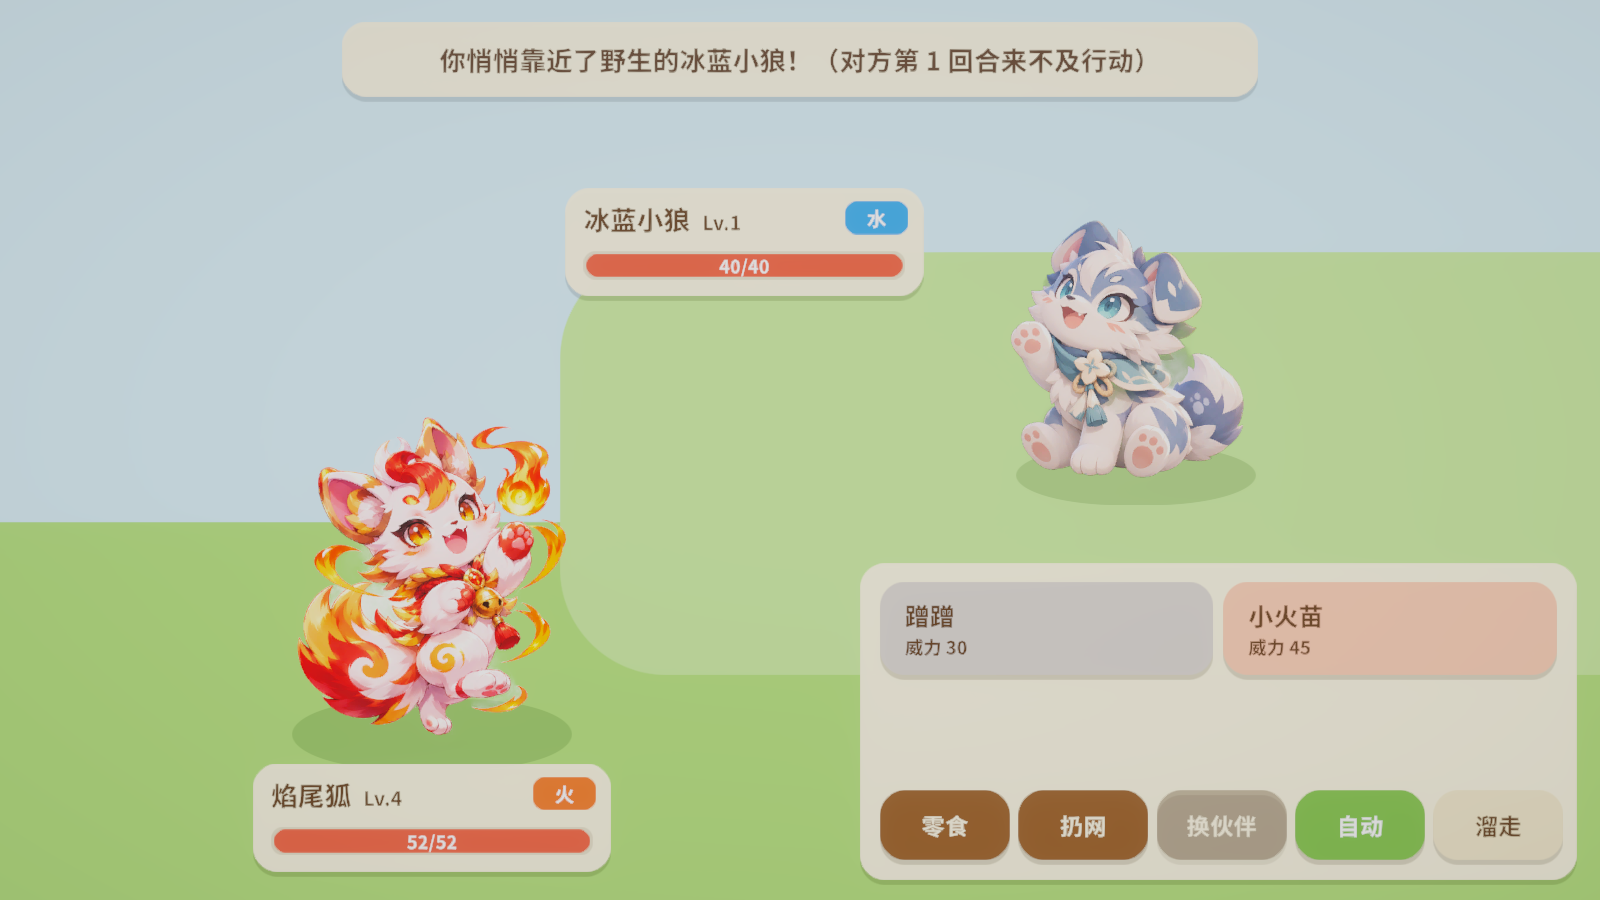 你悄悄靠近了野生的冰蓝小狼！（对方第 1 回合来不及行动）
冰蓝小狼 Lv.1 水
40/40
焰尾狐 Lv.4 火
52/52
蹭蹭
威力 30
小火苗
威力 45
零食 扔网 换伙伴 自动 溜走